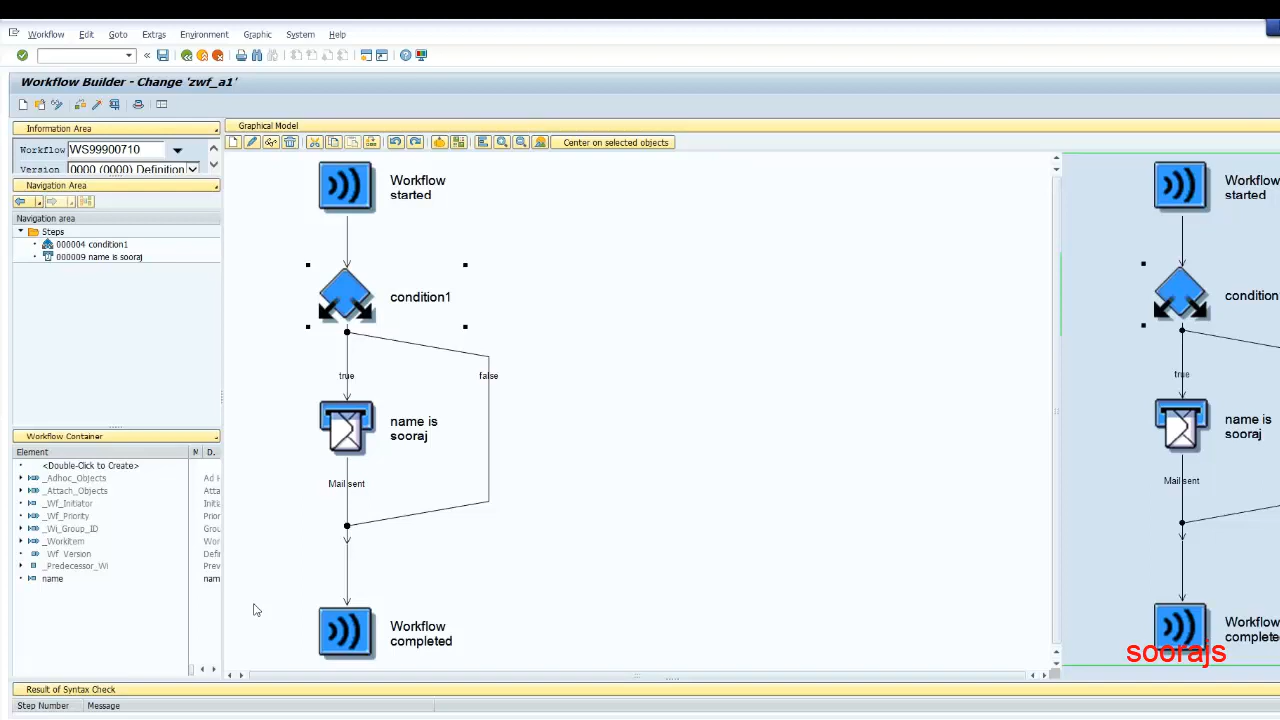 Workflow Edit Goto Extras Environment Graphic System Help
Workflow Builder - Change 'zwf_a1'
Information Area
Workflow WS99900710
Version 0000 (0000) Definition
Navigation Area
Navigation area
Steps
000004 condition1
000009 name is sooraj
Workflow Container
Element N D.
<Double-Click to Create>
_Adhoc_Objects Ad H
_Attach_Objects Atta
_Wf_Initiator Initia
_Wf_Priority Prior
_Wi_Group_ID Grou
_Workitem Wor
_Wf_Version Defi
_Predecessor_Wi Pre
name nam
Graphical Model
Center on selected objects
Workflow
started
condition1
true false
name is
sooraj
Mail sent
Workflow
completed
Workflow
started
condition
true
name is
sooraj
Mail sent
Workflow
complete
soorajs
Result of Syntax Check
Step Number Message